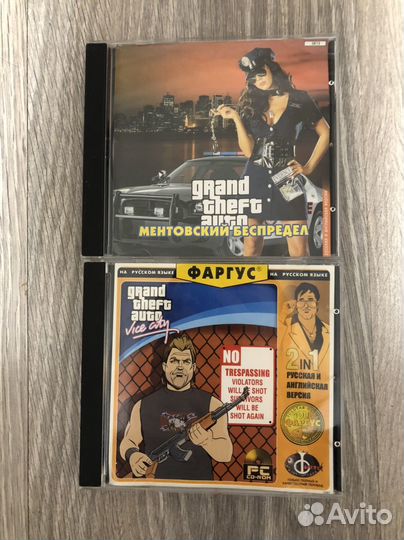 grand
theft
auto
МЕНТОВСКИЙ БЕСПРЕДЕЛ
НА РУССКОМ ЯЗЫКЕ
ФАРГУС®
НА РУССКОМ ЯЗЫКЕ
grand
theft
auto
Vice City
NO
TRESPASSING
VIOLATORS
WILL BE SHOT
SURVIVORS
WILL BE
SHOT AGAIN
2 IN 1
РУССКАЯ И
АНГЛИЙСКАЯ
ВЕРСИЯ
ФАРГУС
PC
CD-ROM
Avito